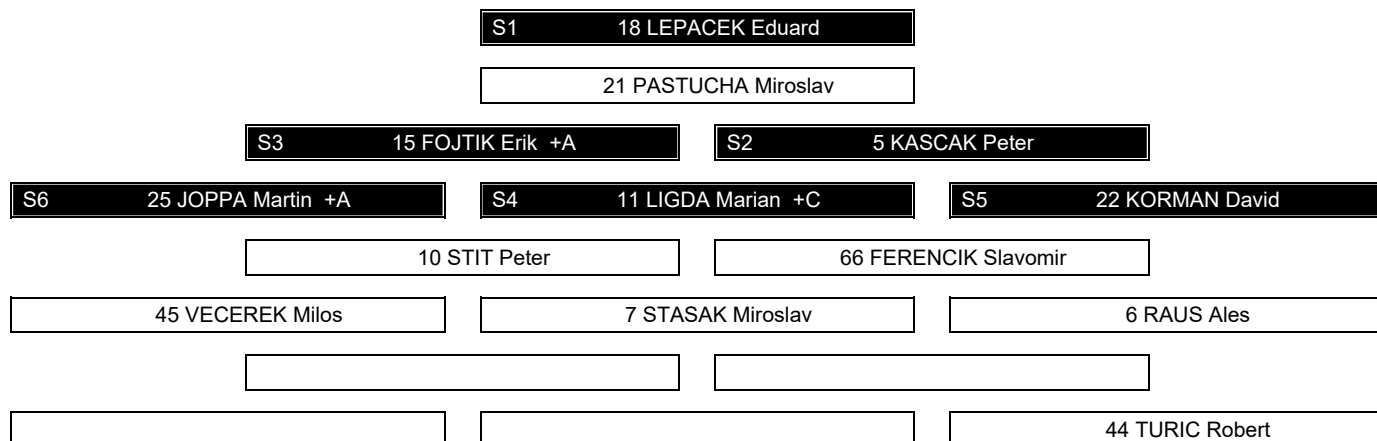 S1 18 LEPACEK Eduard
21 PASTUCHA Miroslav
S3 15 FOJTIK Erik +A S2 5 KASCAK Peter
S6 25 JOPPA Martin +A S4 11 LIGDA Marian +C S5 22 KORMAN David
10 STIT Peter 66 FERENCIK Slavomir
45 VECEREK Milos 7 STASAK Miroslav 6 RAUS Ales
44 TURIC Robert